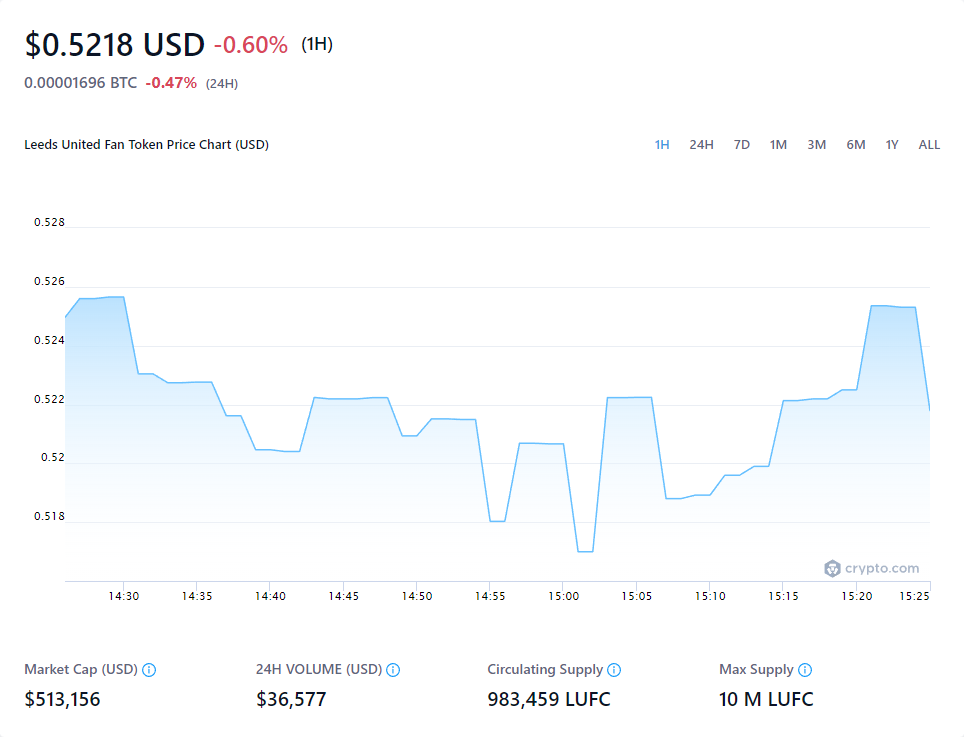 $0.5218 USD -0.60% (1H)
0.00001696 BTC -0.47% (24H)
Leeds United Fan Token Price Chart (USD) 1H 24H 7D 1M 3M 6M 1Y ALL
0.528
0.526
0.524
0.522
0.52
0.518
crypto.com
14:30 14:35 14:40 14:45 14:50 14:55 15:00 15:05 15:10 15:15 15:20 15:25
Market Cap (USD) 24H VOLUME (USD) Circulating Supply Max Supply
$513,156 $36,577 983,459 LUFC 10 M LUFC